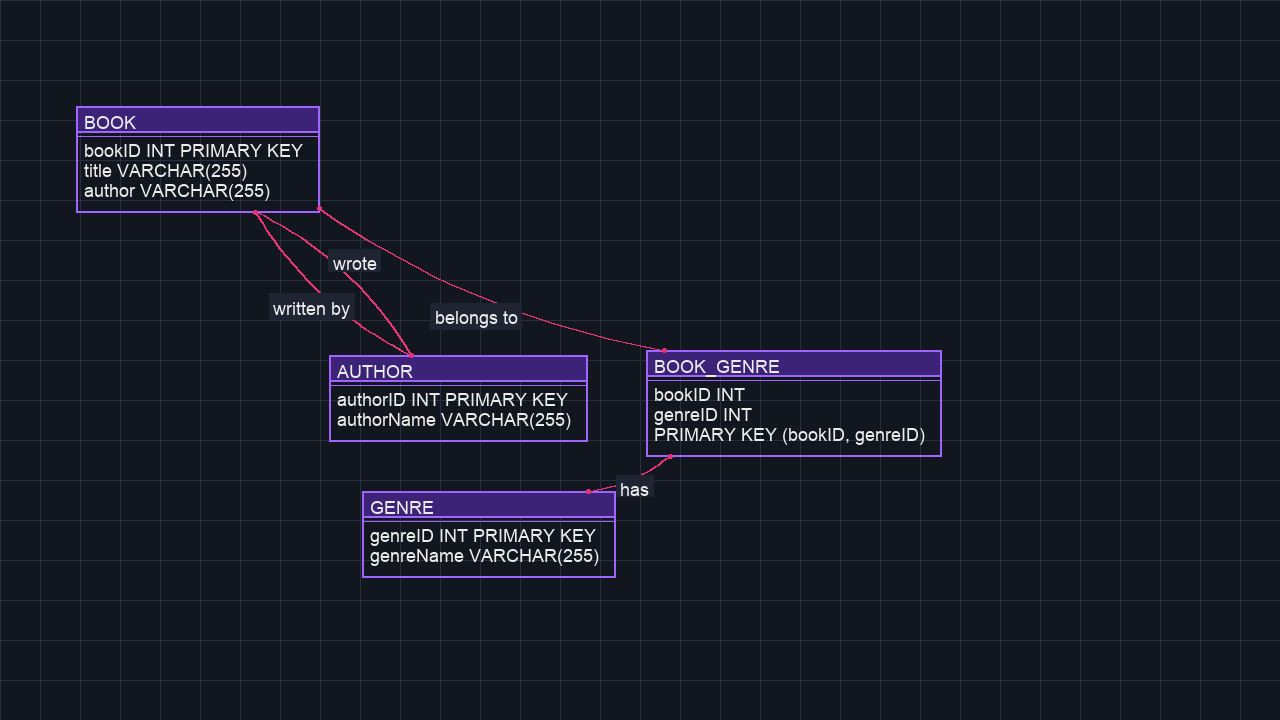 BOOK
bookID INT PRIMARY KEY
title VARCHAR(255)
author VARCHAR(255)
wrote
written by
belongs to
AUTHOR
authorID INT PRIMARY KEY
authorName VARCHAR(255)
BOOK_GENRE
bookID INT
genreID INT
PRIMARY KEY (bookID, genreID)
has
GENRE
genreID INT PRIMARY KEY
genreName VARCHAR(255)